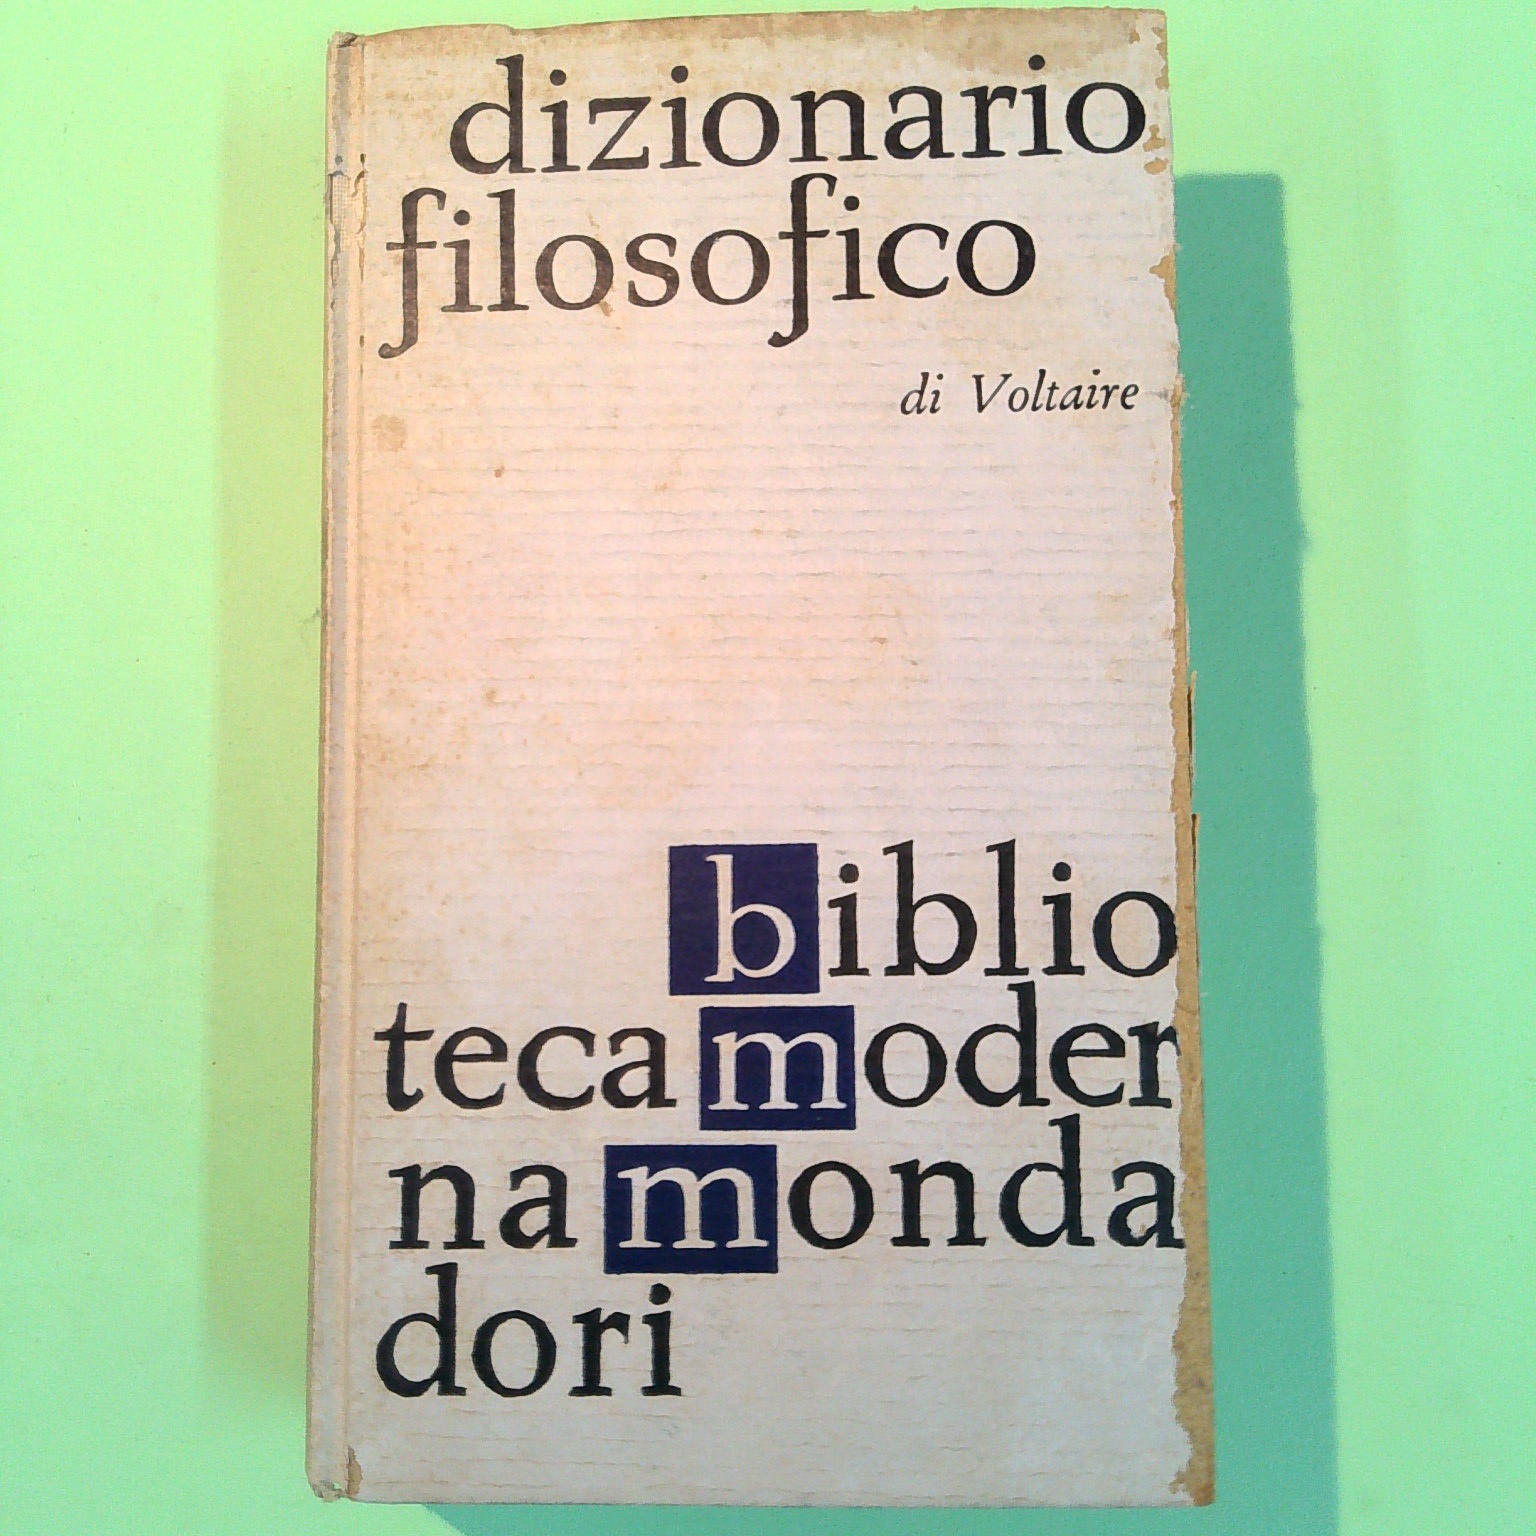 dizionario
filosofico
di Voltaire
biblio
teca moder
na monda
dori